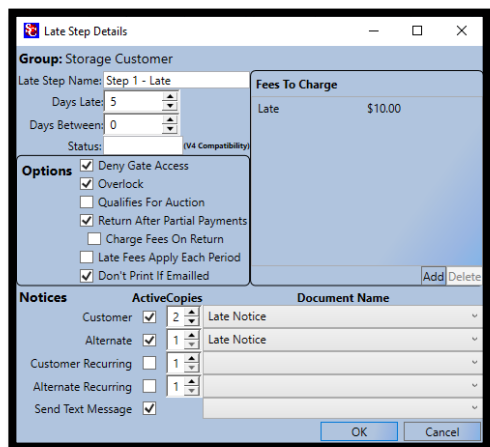 Late Step Details
Group: Storage Customer
Late Step Name: Step 1 - Late
Days Late: 5
Days Between: 0
Status: (V4 Compatibility)
Fees To Charge
Late $10.00
Add Delete
Options
Deny Gate Access
Overlock
Qualifies For Auction
Return After Partial Payments
Charge Fees On Return
Late Fees Apply Each Period
Don't Print If Emailled
Notices Active Copies Document Name
Customer 2 Late Notice
Alternate 1 Late Notice
Customer Recurring 1
Alternate Recurring 1
Send Text Message
OK Cancel